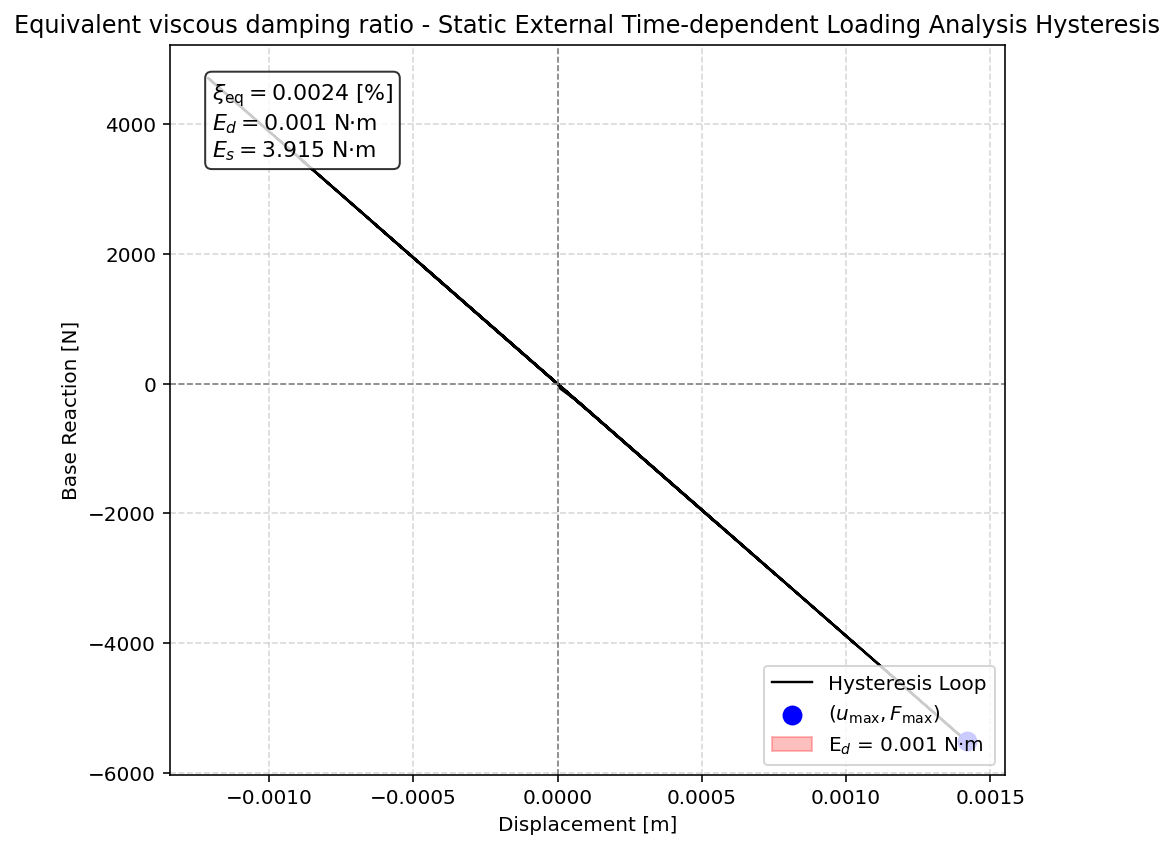 Equivalent viscous damping ratio - Static External Time-dependent Loading Analysis Hysteresis
ξeq = 0.0024 [%]
Ed = 0.001 N·m
Es = 3.915 N·m
4000
2000
0
−2000
−4000
−6000
Base Reaction [N]
Hysteresis Loop
(umax, Fmax)
Ed = 0.001 N·m
−0.0010
−0.0005
0.0000
0.0005
0.0010
0.0015
Displacement [m]